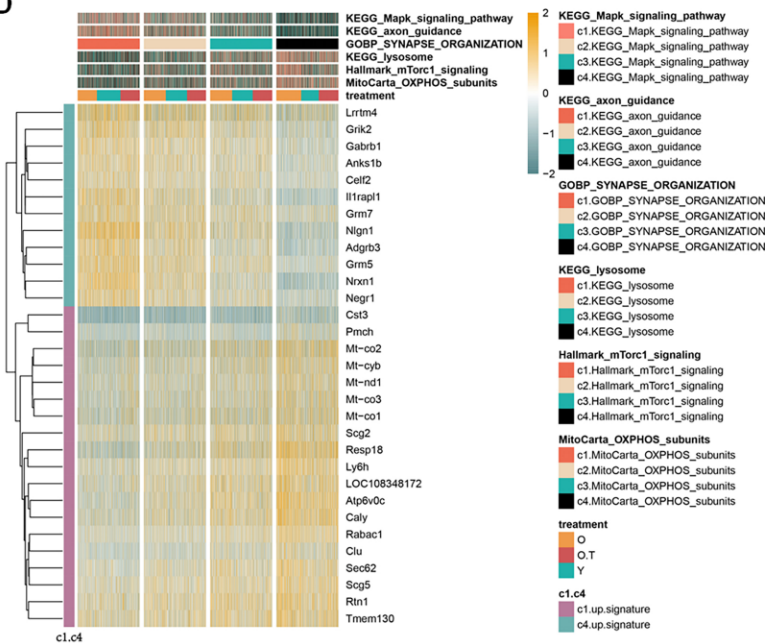 KEGG_Mapk_signaling_pathway
KEGG_axon_guidance
GOBP_SYNAPSE_ORGANIZATION
KEGG_lysosome
Hallmark_mTorc1_signaling
MitoCarta_OXPHOS_subunits
treatment
Lrrtm4
Grik2
Gabrb1
Anks1b
Celf2
Il1rapl1
Grm7
Nlgn1
Adgrb3
Grm5
Nrxn1
Negr1
Cst3
Pmch
Mt-co2
Mt-cyb
Mt-nd1
Mt-co3
Mt-co1
Scg2
Resp18
Ly6h
LOC108348172
Atp6v0c
Caly
Rabac1
Clu
Sec62
Scg5
Rtn1
Tmem130
c1.c4
2
1
0
−1
−2
KEGG_Mapk_signaling_pathway
c1.KEGG_Mapk_signaling_pathway
c2.KEGG_Mapk_signaling_pathway
c3.KEGG_Mapk_signaling_pathway
c4.KEGG_Mapk_signaling_pathway
KEGG_axon_guidance
c1.KEGG_axon_guidance
c2.KEGG_axon_guidance
c3.KEGG_axon_guidance
c4.KEGG_axon_guidance
GOBP_SYNAPSE_ORGANIZATION
c1.GOBP_SYNAPSE_ORGANIZATION
c2.GOBP_SYNAPSE_ORGANIZATION
c3.GOBP_SYNAPSE_ORGANIZATION
c4.GOBP_SYNAPSE_ORGANIZATION
KEGG_lysosome
c1.KEGG_lysosome
c2.KEGG_lysosome
c3.KEGG_lysosome
c4.KEGG_lysosome
Hallmark_mTorc1_signaling
c1.Hallmark_mTorc1_signaling
c2.Hallmark_mTorc1_signaling
c3.Hallmark_mTorc1_signaling
c4.Hallmark_mTorc1_signaling
MitoCarta_OXPHOS_subunits
c1.MitoCarta_OXPHOS_subunits
c2.MitoCarta_OXPHOS_subunits
c3.MitoCarta_OXPHOS_subunits
c4.MitoCarta_OXPHOS_subunits
treatment
O
O.T
Y
c1.c4
c1.up.signature
c4.up.signature